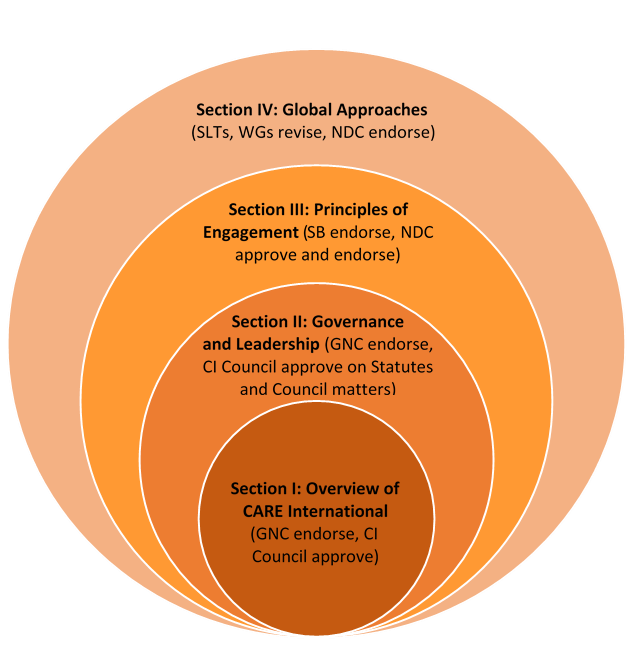 Section IV: Global Approaches
(SLTs, WGs revise, NDC endorse)
Section III: Principles of
Engagement (SB endorse, NDC
approve and endorse)
Section II: Governance
and Leadership (GNC endorse,
CI Council approve on Statutes
and Council matters)
Section I: Overview of
CARE International
(GNC endorse, CI
Council approve)